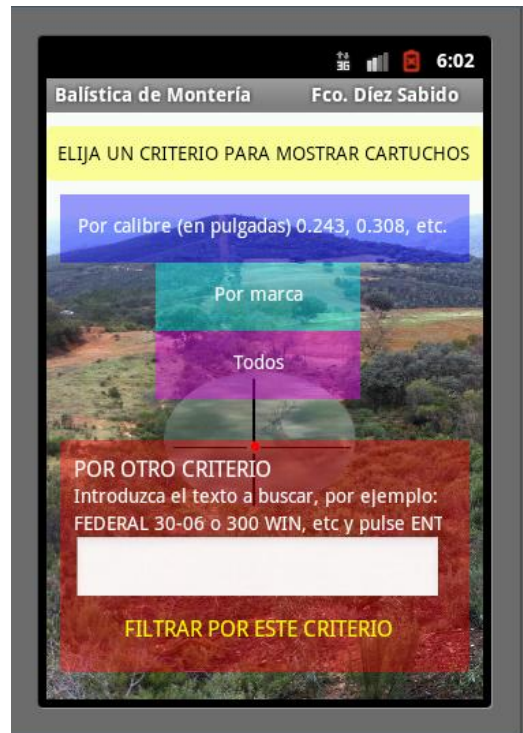 3G 6:02
Balística de Montería Fco. Díez Sabido
ELIJA UN CRITERIO PARA MOSTRAR CARTUCHOS
Por calibre (en pulgadas) 0.243, 0.308, etc.
Por marca
Todos
POR OTRO CRITERIO
Introduzca el texto a buscar, por ejemplo:
FEDERAL 30-06 o 300 WIN, etc y pulse ENT
FILTRAR POR ESTE CRITERIO